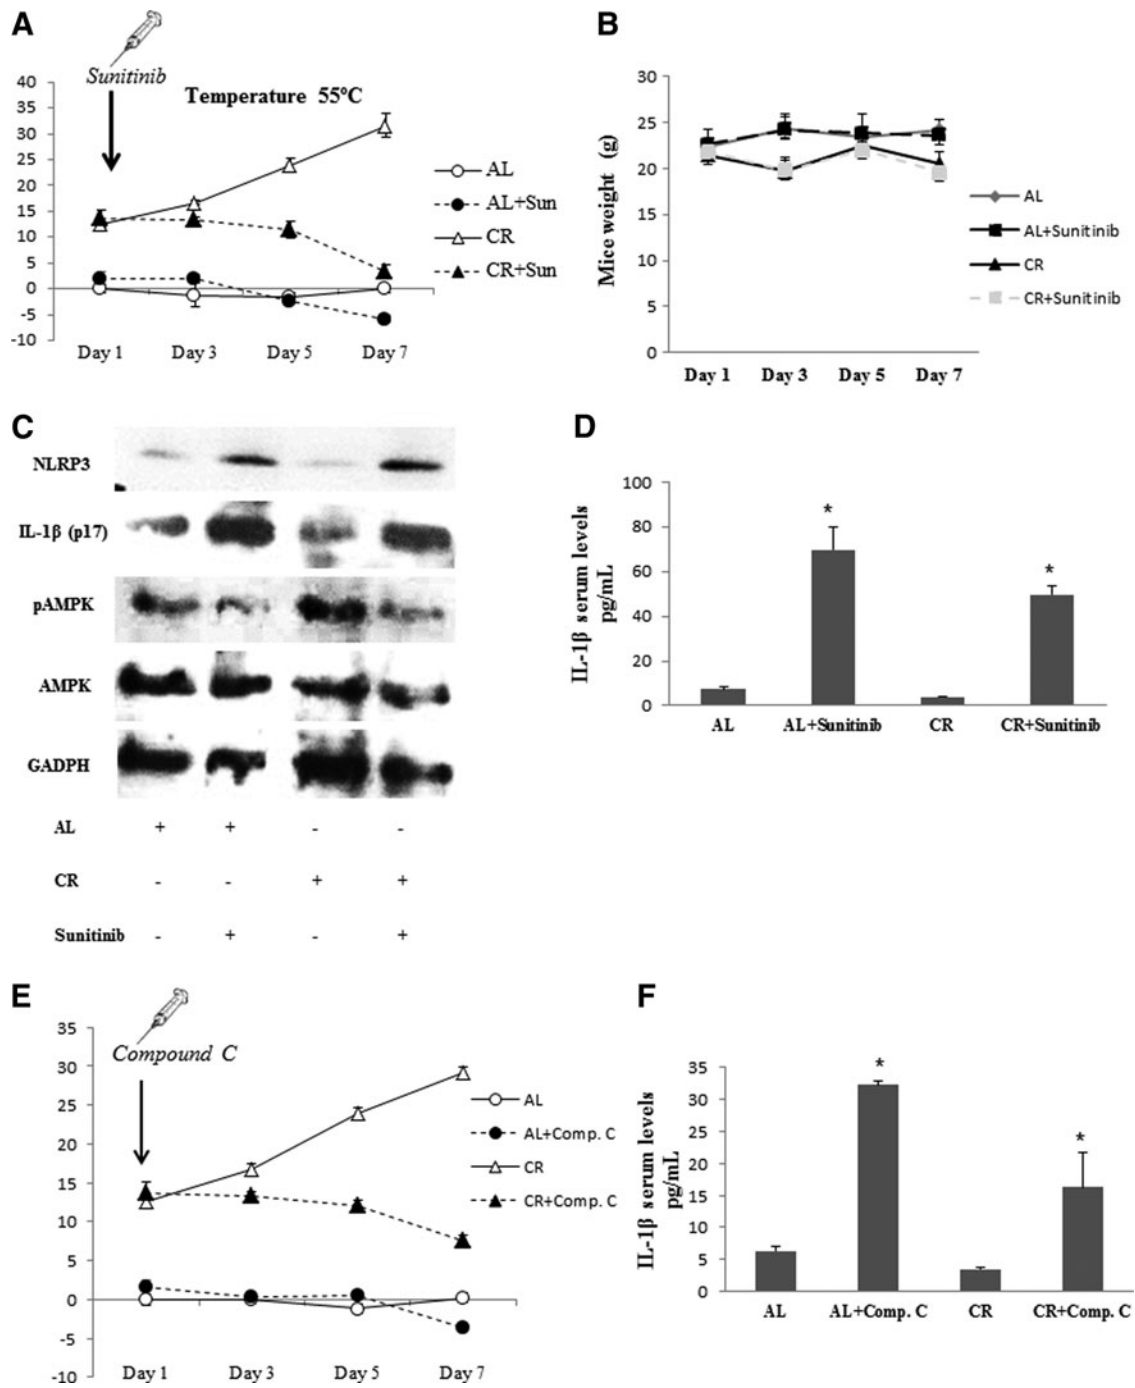 A
Sunitinib
Temperature 55ºC
40
35
30
25
20
15
10
5
0
-5
-10
Day 1 Day 3 Day 5 Day 7
AL
AL+Sun
CR
CR+Sun
B
Mice weight (g)
30
25
20
15
10
5
0
Day 1 Day 3 Day 5 Day 7
AL
AL+Sunitinib
CR
CR+Sunitinib
C
NLRP3
IL-1β (p17)
pAMPK
AMPK
GADPH
AL + + - -
CR - - + +
Sunitinib - + - +
D
IL-1β serum levels
pg/mL
100
80
60
40
20
0
* *
AL AL+Sunitinib CR CR+Sunitinib
E
Compound C
35
30
25
20
15
10
5
0
-5
-10
Day 1 Day 3 Day 5 Day 7
AL
AL+Comp. C
CR
CR+Comp. C
F
IL-1β serum levels
pg/mL
35
30
25
20
15
10
5
0
* *
AL AL+Comp. C CR CR+Comp. C